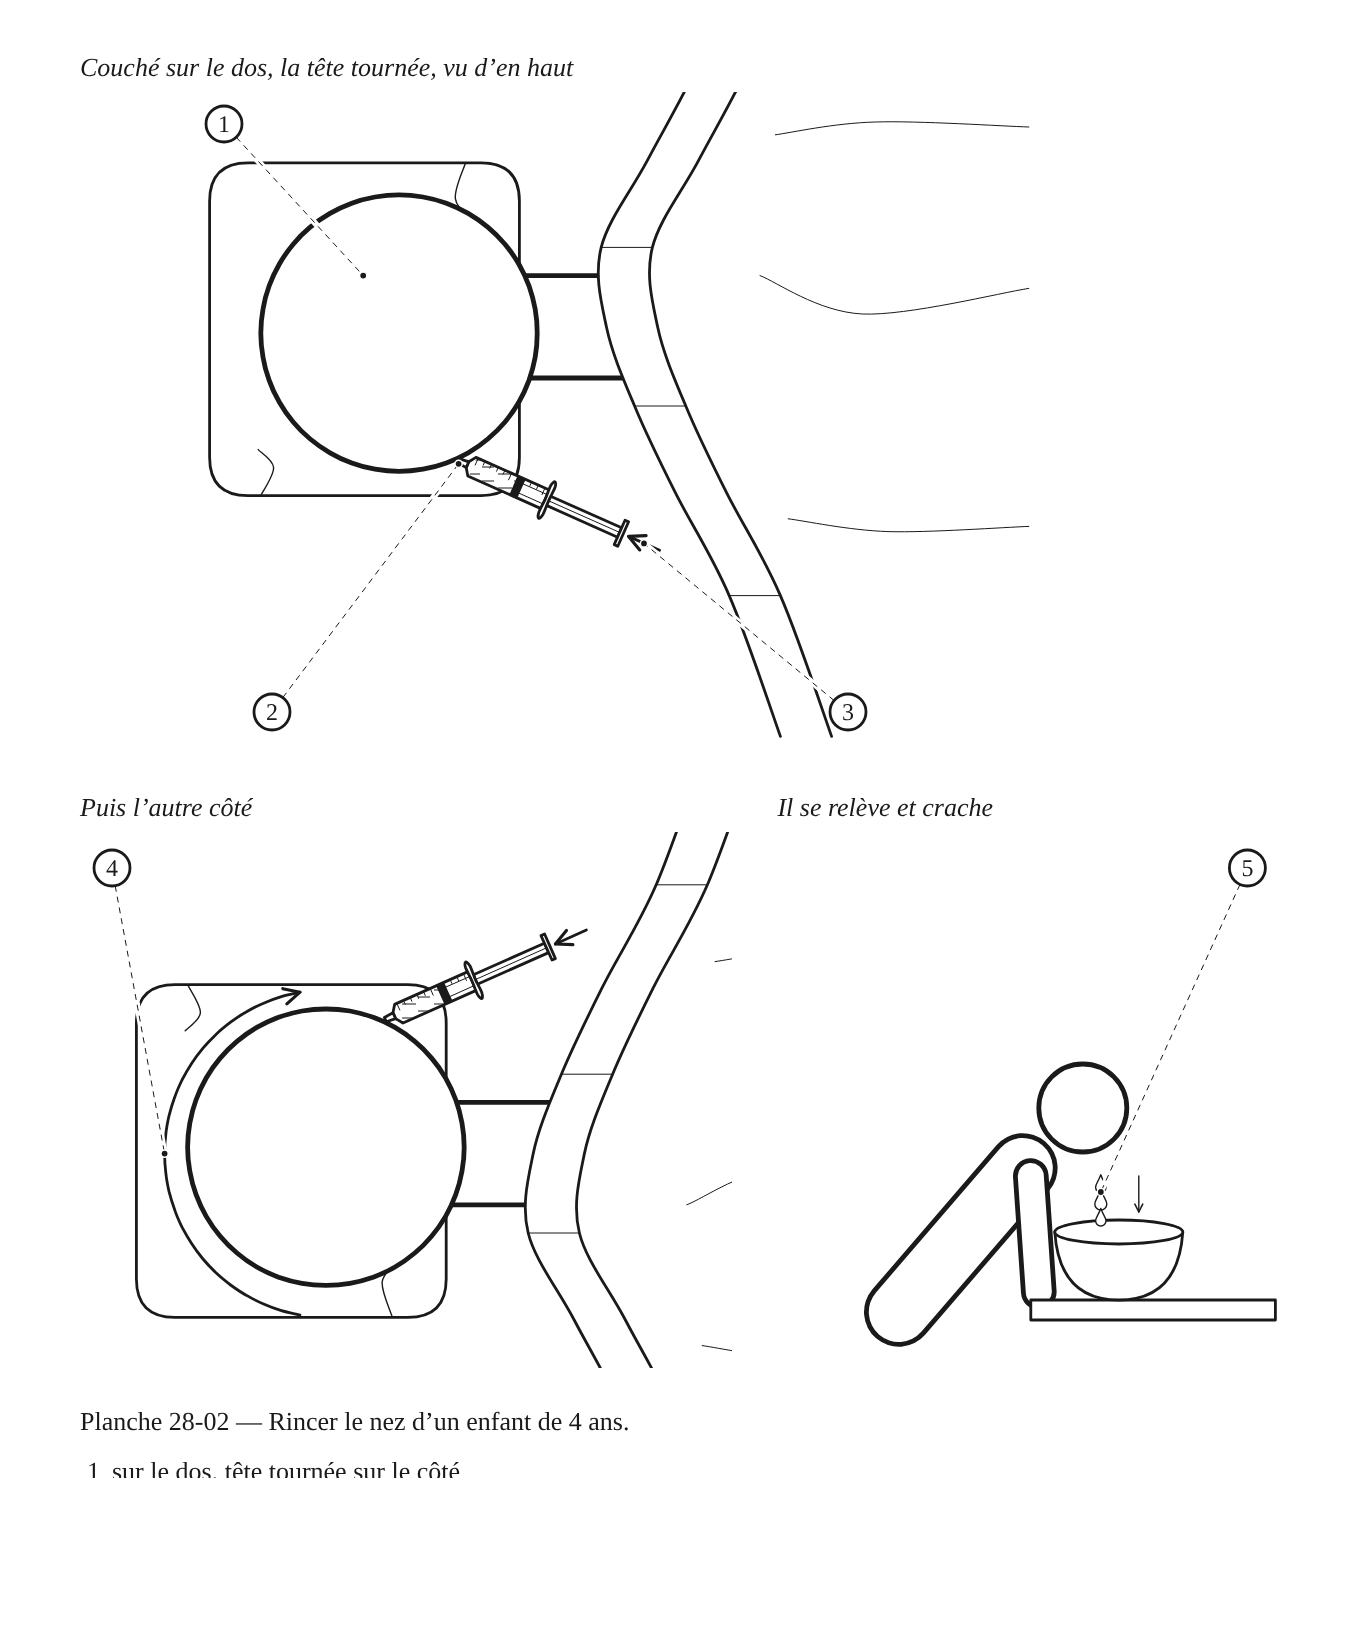 Couché sur le dos, la tête tournée, vu d’en haut
1
2
3
Puis l’autre côté
Il se relève et crache
4
5
Planche 28-02 — Rincer le nez d’un enfant de 4 ans.
1 sur le dos, tête tournée sur le côté